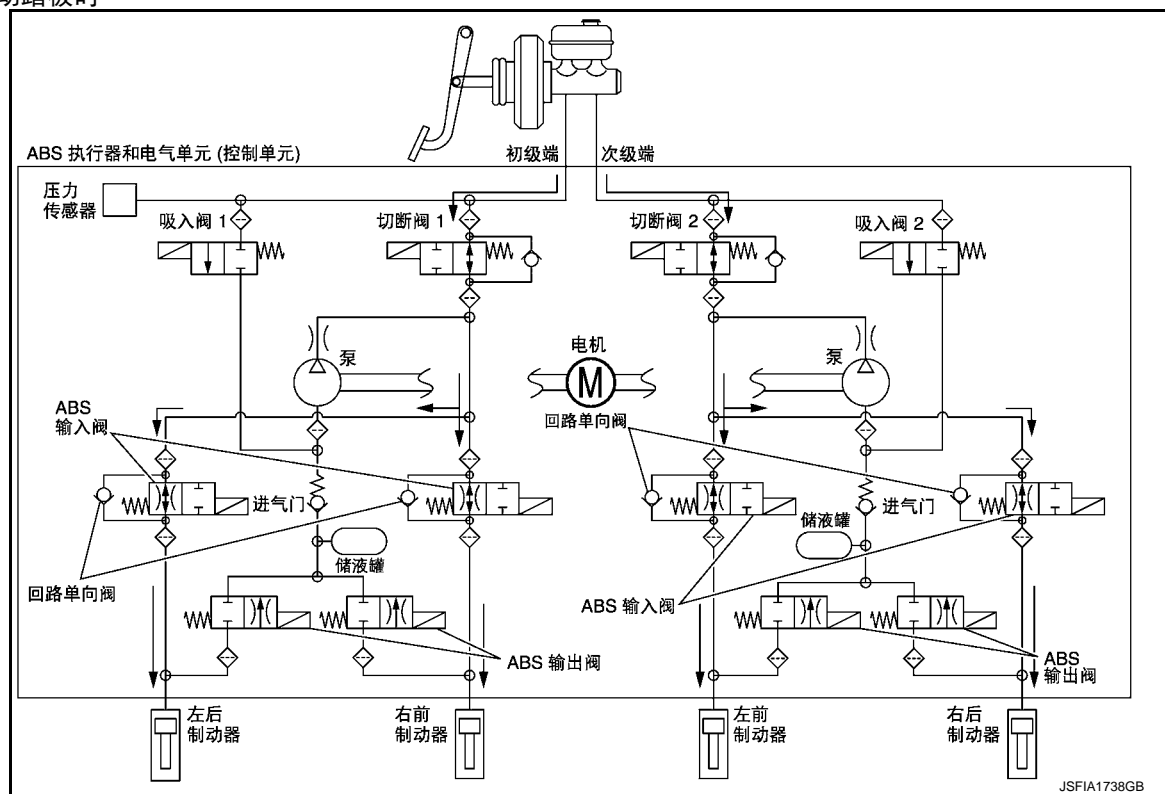 踏板时
ABS 执行器和电气单元 (控制单元)
初级端
次级端
压力
传感器
吸入阀 1
切断阀 1
切断阀 2
吸入阀 2
泵
电机
M
泵
ABS
输入阀
回路单向阀
进气门
进气门
储液罐
储液罐
回路单向阀
ABS 输入阀
ABS 输出阀
ABS
输出阀
左后
制动器
右前
制动器
左前
制动器
右后
制动器
JSFIA1738GB